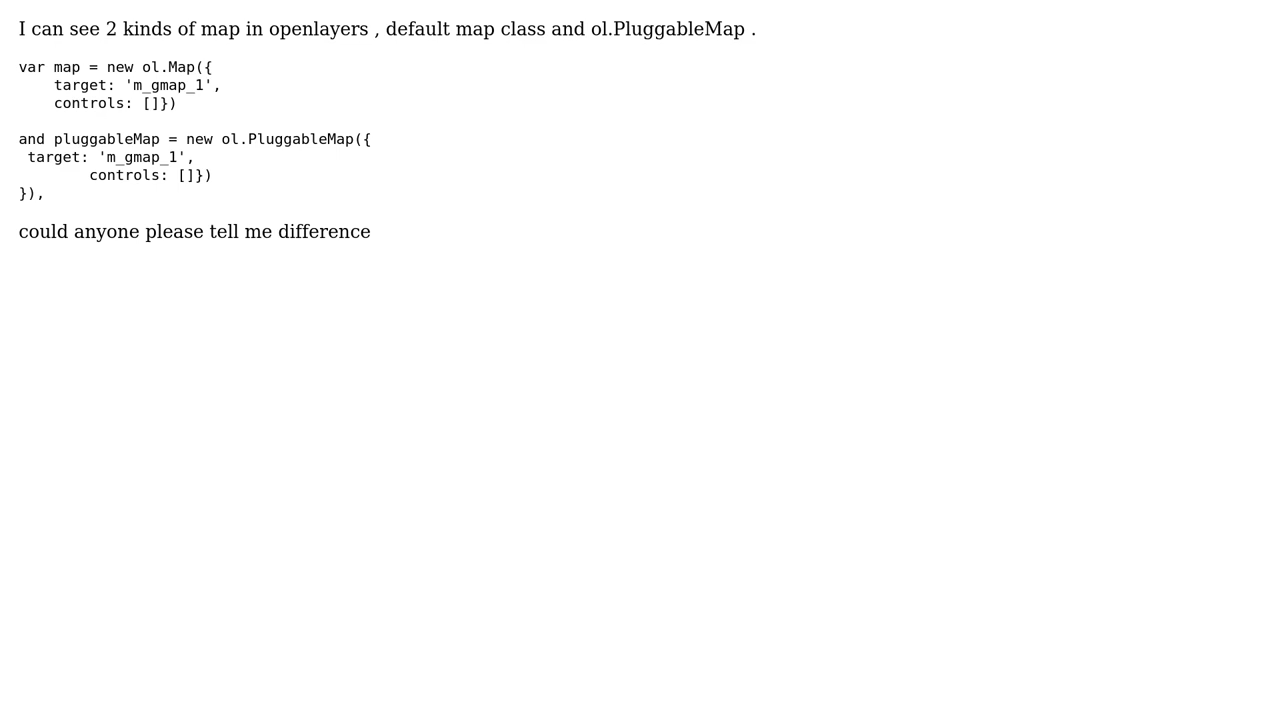 I can see 2 kinds of map in openlayers , default map class and ol.PluggableMap .
var map = new ol.Map({
    target: 'm_gmap_1',
    controls: []})
and pluggableMap = new ol.PluggableMap({
 target: 'm_gmap_1',
        controls: []})
}),
could anyone please tell me difference